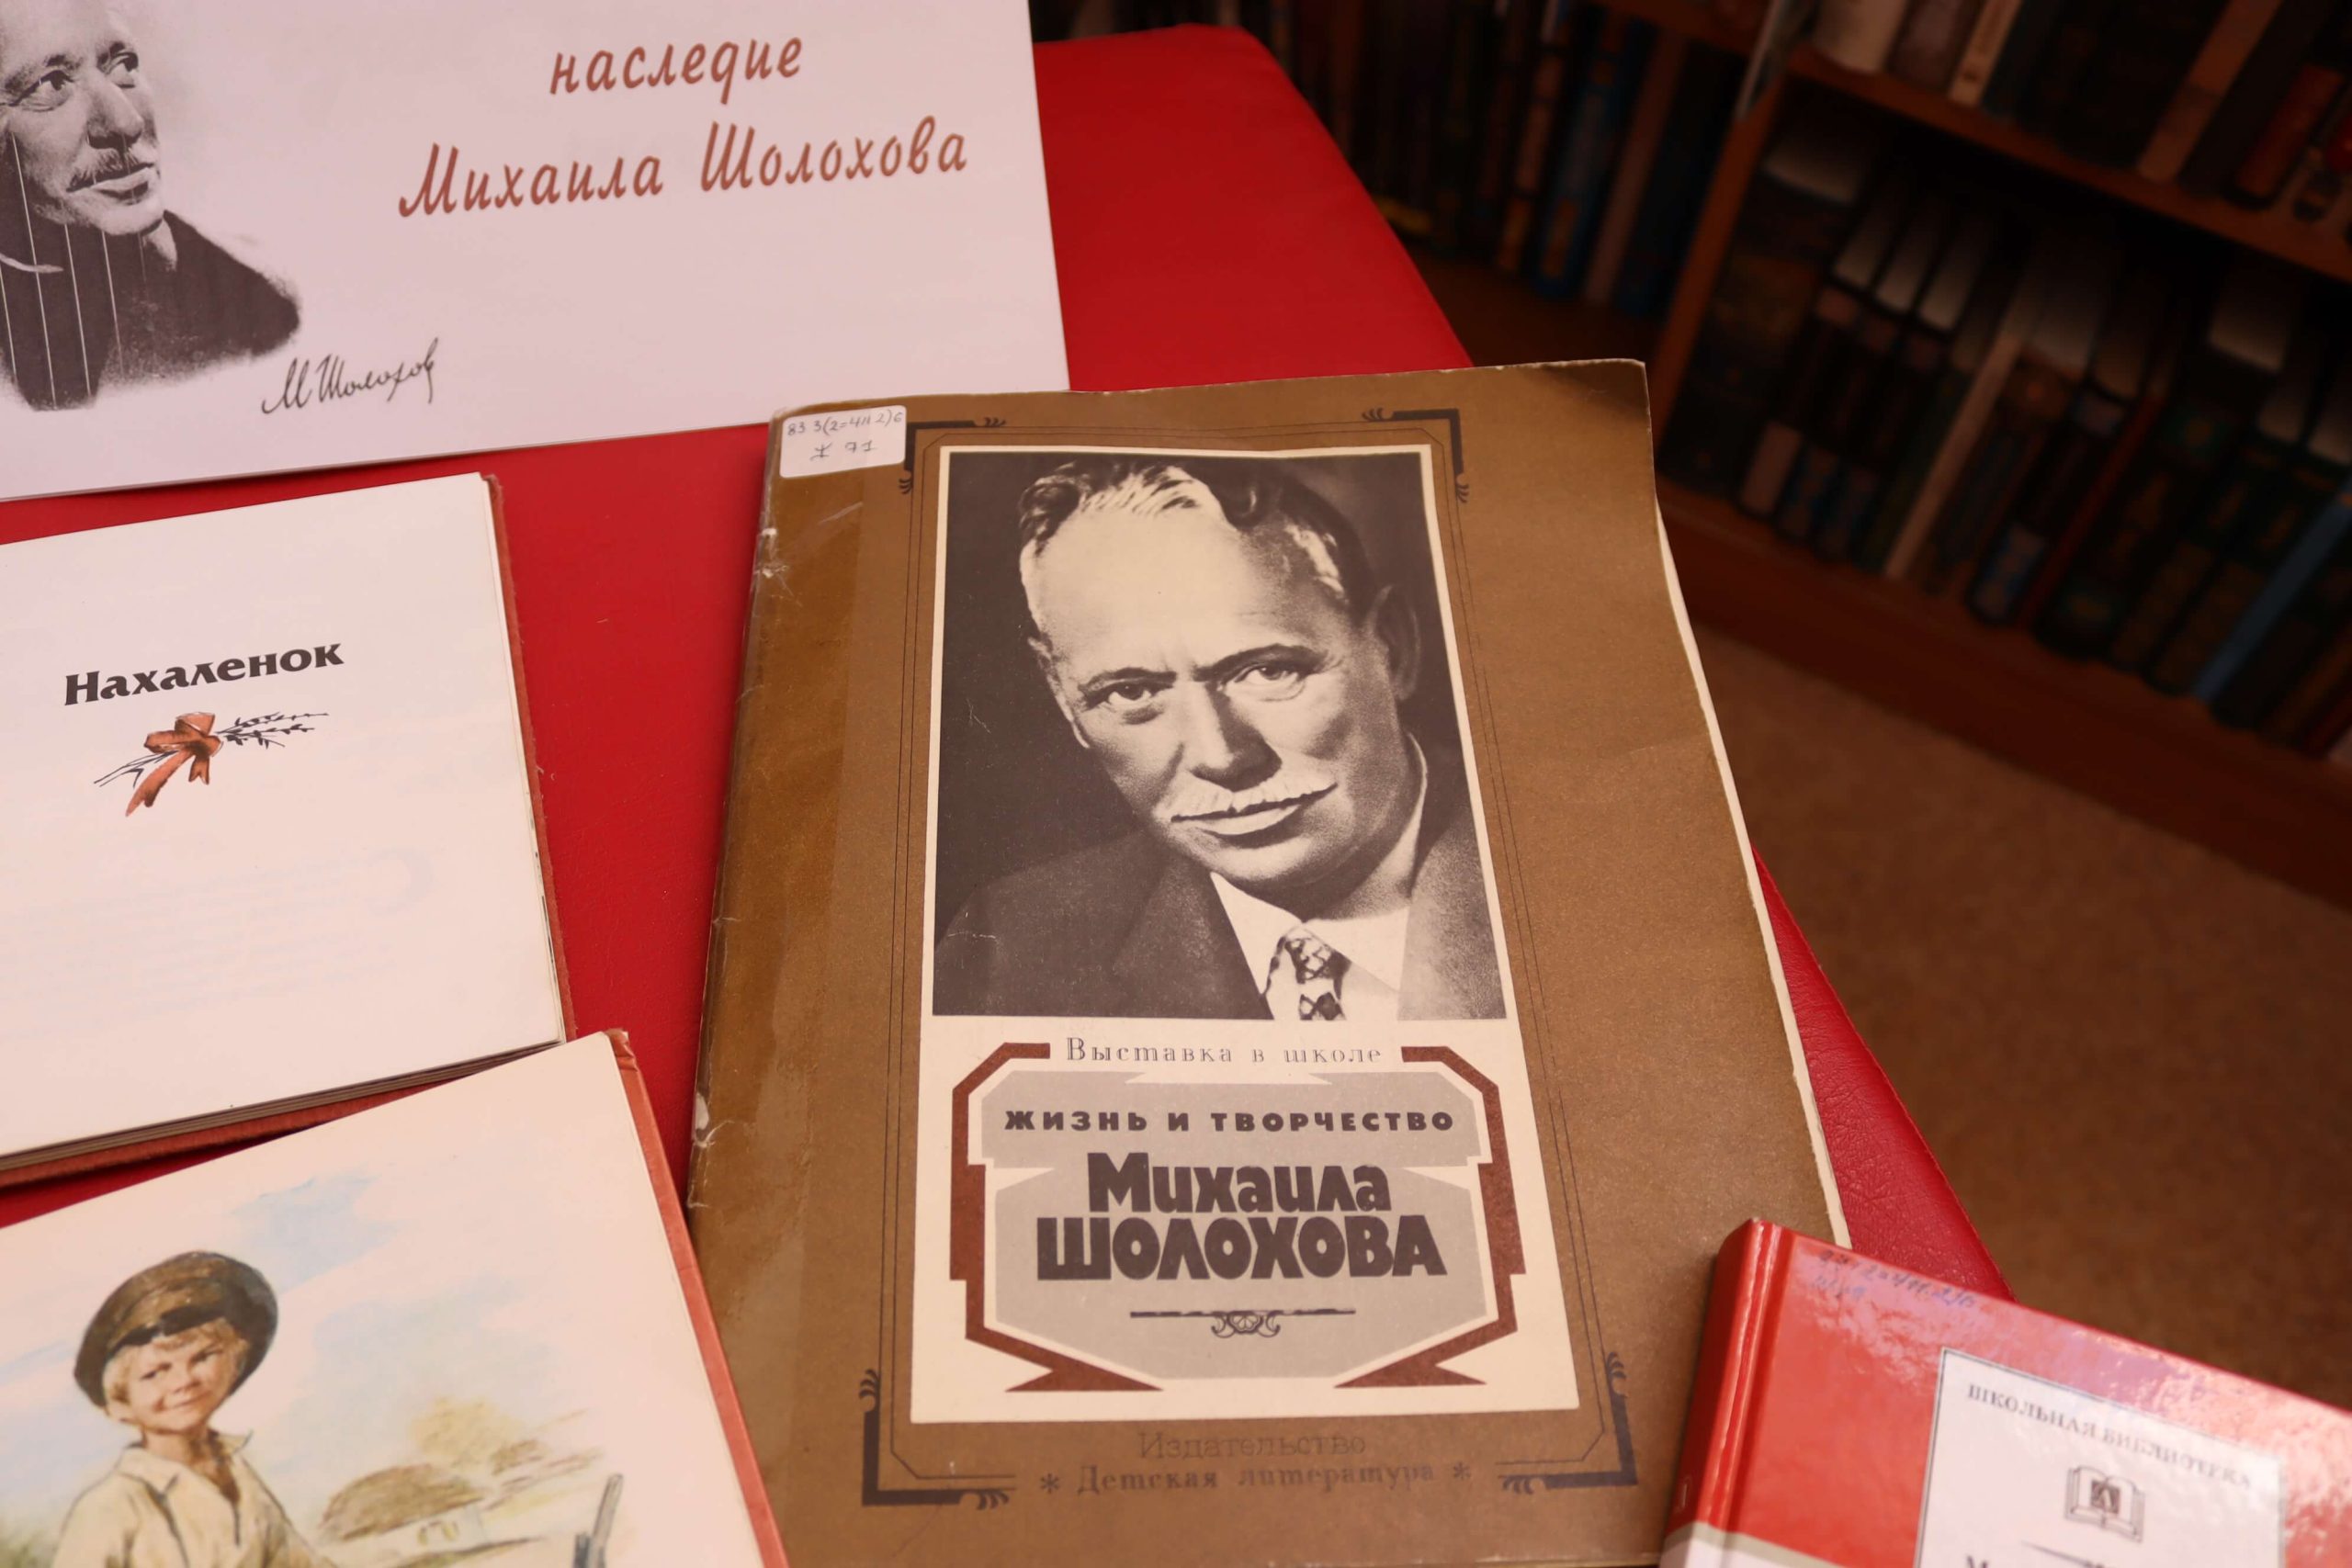 наследие
Михаила Шолохова
М Шолохов
83 3(2=411 2)6
Ж 71
Нахаленок
Выставка в школе
ЖИЗНЬ И ТВОРЧЕСТВО
Михаила
ШОЛОХОВА
Издательство
* Детская литература *
ШКОЛЬНАЯ БИБЛИОТЕКА